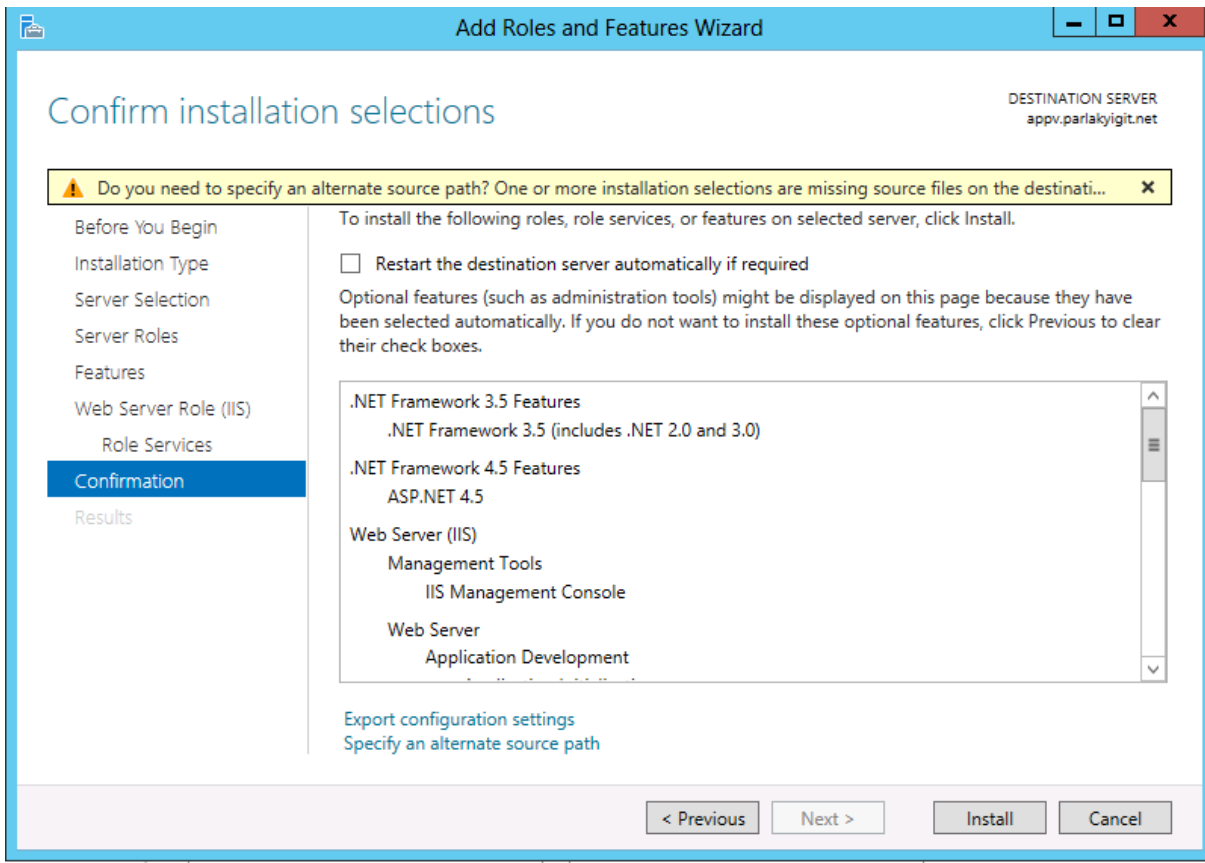 Add Roles and Features Wizard
Confirm installation selections
DESTINATION SERVER
appv.parlakyigit.net
Do you need to specify an alternate source path? One or more installation selections are missing source files on the destinati...
Before You Begin
Installation Type
Server Selection
Server Roles
Features
Web Server Role (IIS)
Role Services
Confirmation
Results
To install the following roles, role services, or features on selected server, click Install.
Restart the destination server automatically if required
Optional features (such as administration tools) might be displayed on this page because they have
been selected automatically. If you do not want to install these optional features, click Previous to clear
their check boxes.
.NET Framework 3.5 Features
.NET Framework 3.5 (includes .NET 2.0 and 3.0)
.NET Framework 4.5 Features
ASP.NET 4.5
Web Server (IIS)
Management Tools
IIS Management Console
Web Server
Application Development
Export configuration settings
Specify an alternate source path
< Previous
Next >
Install
Cancel